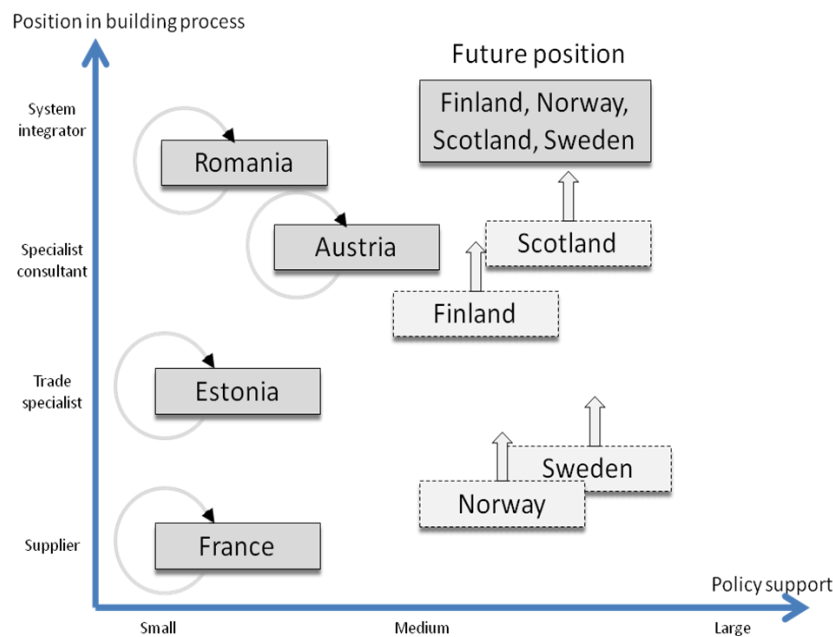 Position in building process
Future position
System
integrator
Finland, Norway,
Scotland, Sweden
Romania
Specialist
consultant
Austria
Scotland
Finland
Trade
specialist
Estonia
Sweden
Norway
Supplier
France
Policy support
Small
Medium
Large